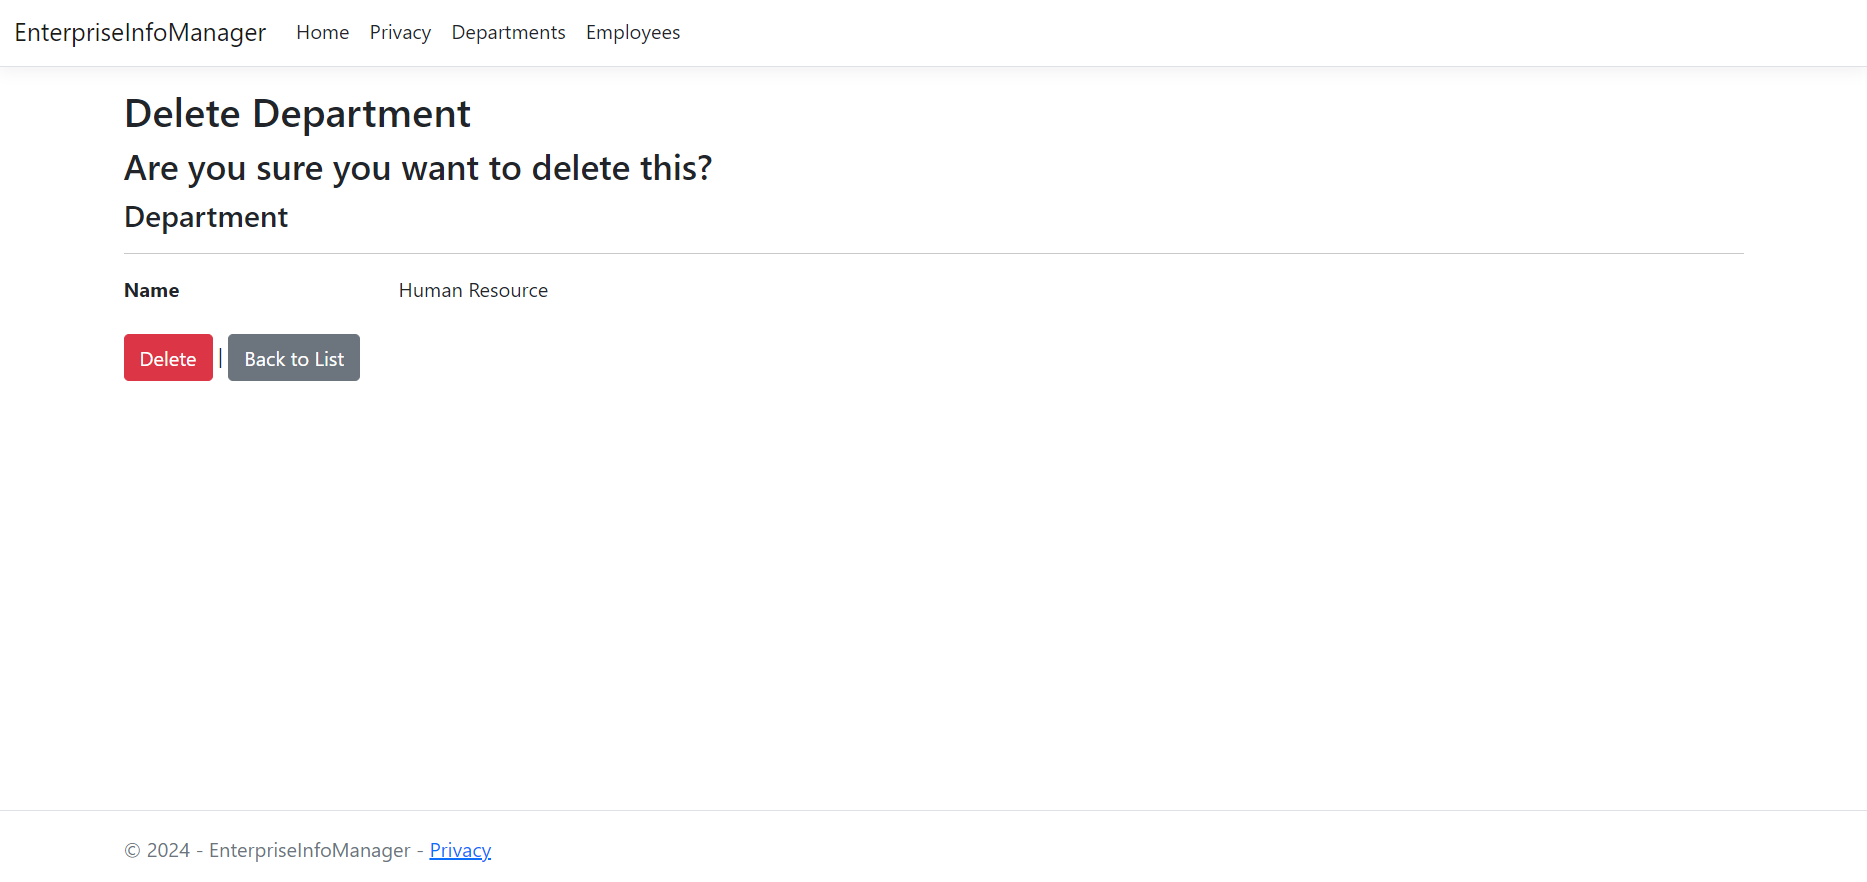 EnterpriseInfoManager Home Privacy Departments Employees
Delete Department
Are you sure you want to delete this?
Department
Name Human Resource
Delete | Back to List
© 2024 - EnterpriseInfoManager - Privacy